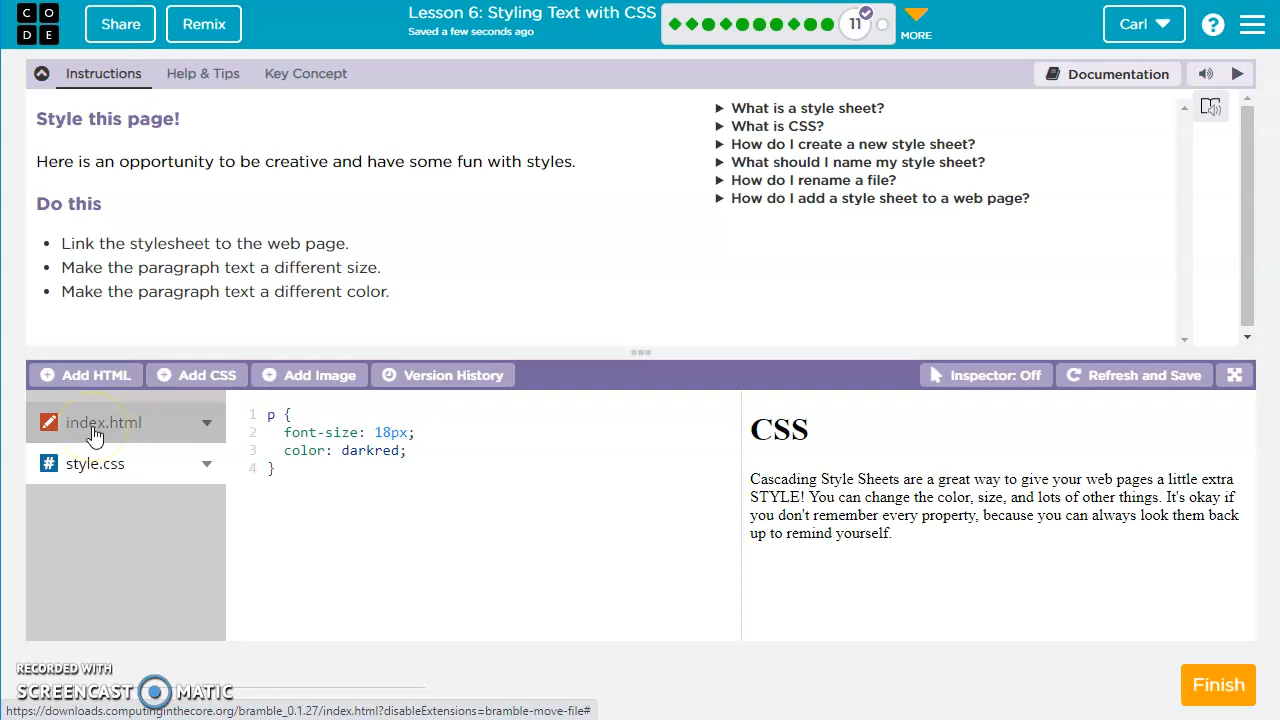 C O
D E
Share
Remix
Lesson 6: Styling Text with CSS
Saved a few seconds ago
11
MORE
Carl
?
Instructions
Help & Tips
Key Concept
Documentation
Style this page!
Here is an opportunity to be creative and have some fun with styles.
Do this
• Link the stylesheet to the web page.
• Make the paragraph text a different size.
• Make the paragraph text a different color.
What is a style sheet?
What is CSS?
How do I create a new style sheet?
What should I name my style sheet?
How do I rename a file?
How do I add a style sheet to a web page?
Add HTML
Add CSS
Add Image
Version History
Inspector: Off
Refresh and Save
index.html
# style.css
1 p {
2 font-size: 18px;
3 color: darkred;
4 }
CSS
Cascading Style Sheets are a great way to give your web pages a little extra
STYLE! You can change the color, size, and lots of other things. It's okay if
you don't remember every property, because you can always look them back
up to remind yourself.
RECORDED WITH
SCREENCAST MATIC
Finish
https://downloads.computinginthecore.org/bramble_0.1.27/index.html?disableExtensions=bramble-move-file#